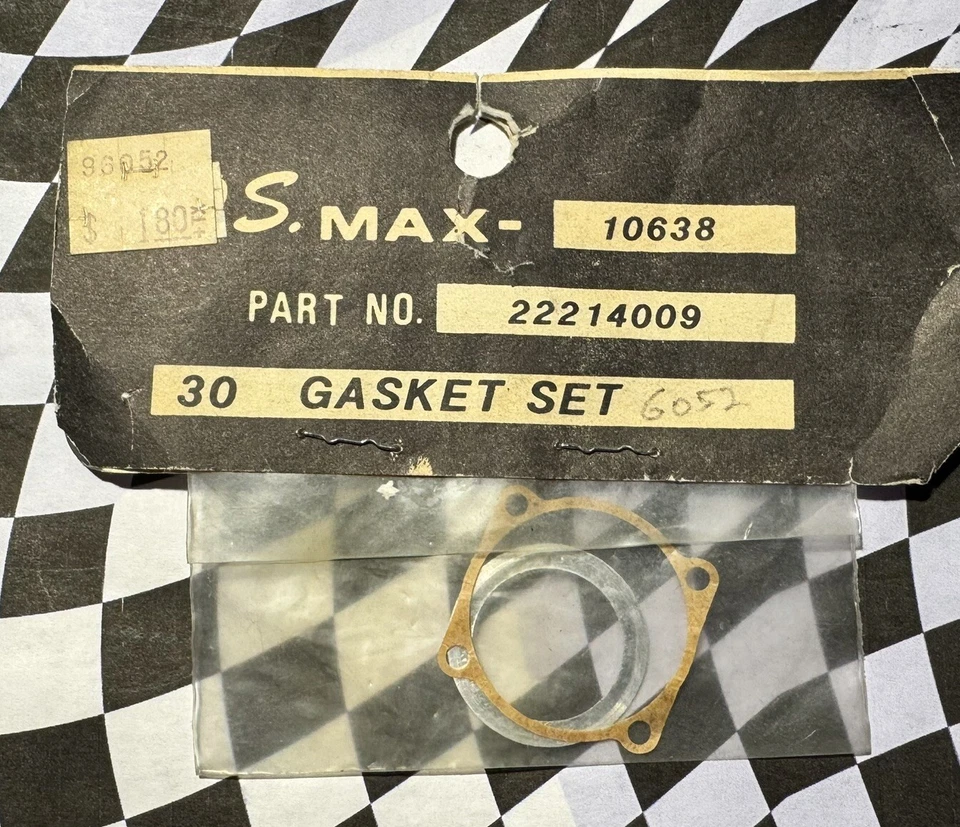 96052
$ 180
S. MAX- 10638
PART NO. 22214009
30 GASKET SET 6052